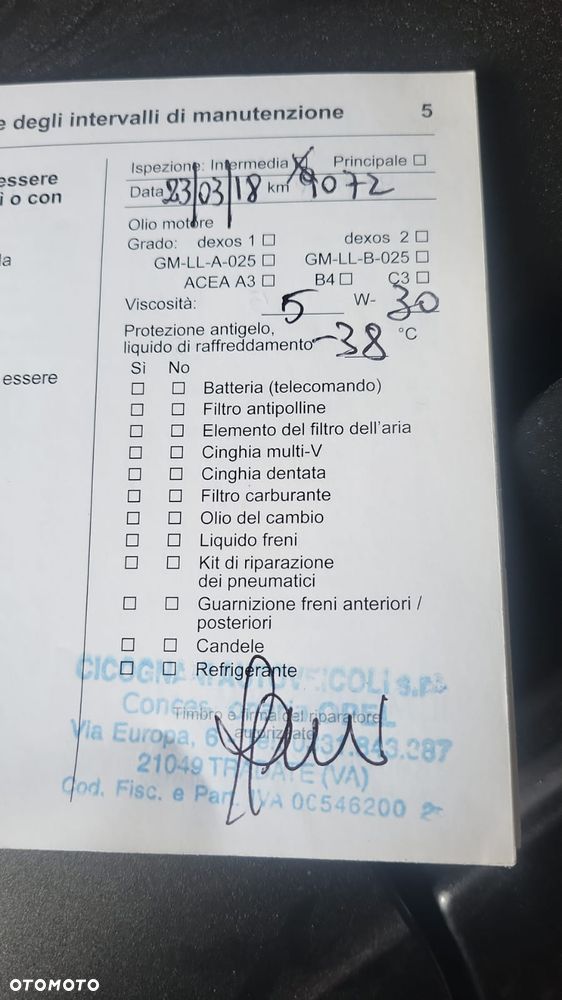 e degli intervalli di manutenzione 5
essere
ì o con
la
essere
Ispezione: Intermedia ☒ Principale ☐
Data 23/03/18 km 9072
Olio motore
Grado: dexos 1 ☐ dexos 2 ☐
GM-LL-A-025 ☐ GM-LL-B-025 ☐
ACEA A3 ☐ B4 ☐ C3 ☐
Viscosità: 5 W- 30
Protezione antigelo,
liquido di raffreddamento -38 °C
Sì No
☐ ☐ Batteria (telecomando)
☐ ☐ Filtro antipolline
☐ ☐ Elemento del filtro dell'aria
☐ ☐ Cinghia multi-V
☐ ☐ Cinghia dentata
☐ ☐ Filtro carburante
☐ ☐ Olio del cambio
☐ ☐ Liquido freni
☐ ☐ Kit di riparazione
dei pneumatici
☐ ☐ Guarnizione freni anteriori /
posteriori
☐ ☐ Candele
☐ ☐ Refrigerante
Timbro e firma del riparatore
autorizzato
s.r.l.
OPEL
Via Europa, 6
21049 TRADATE (VA)
Cod. Fisc. e Part. IVA
OTOMOTO